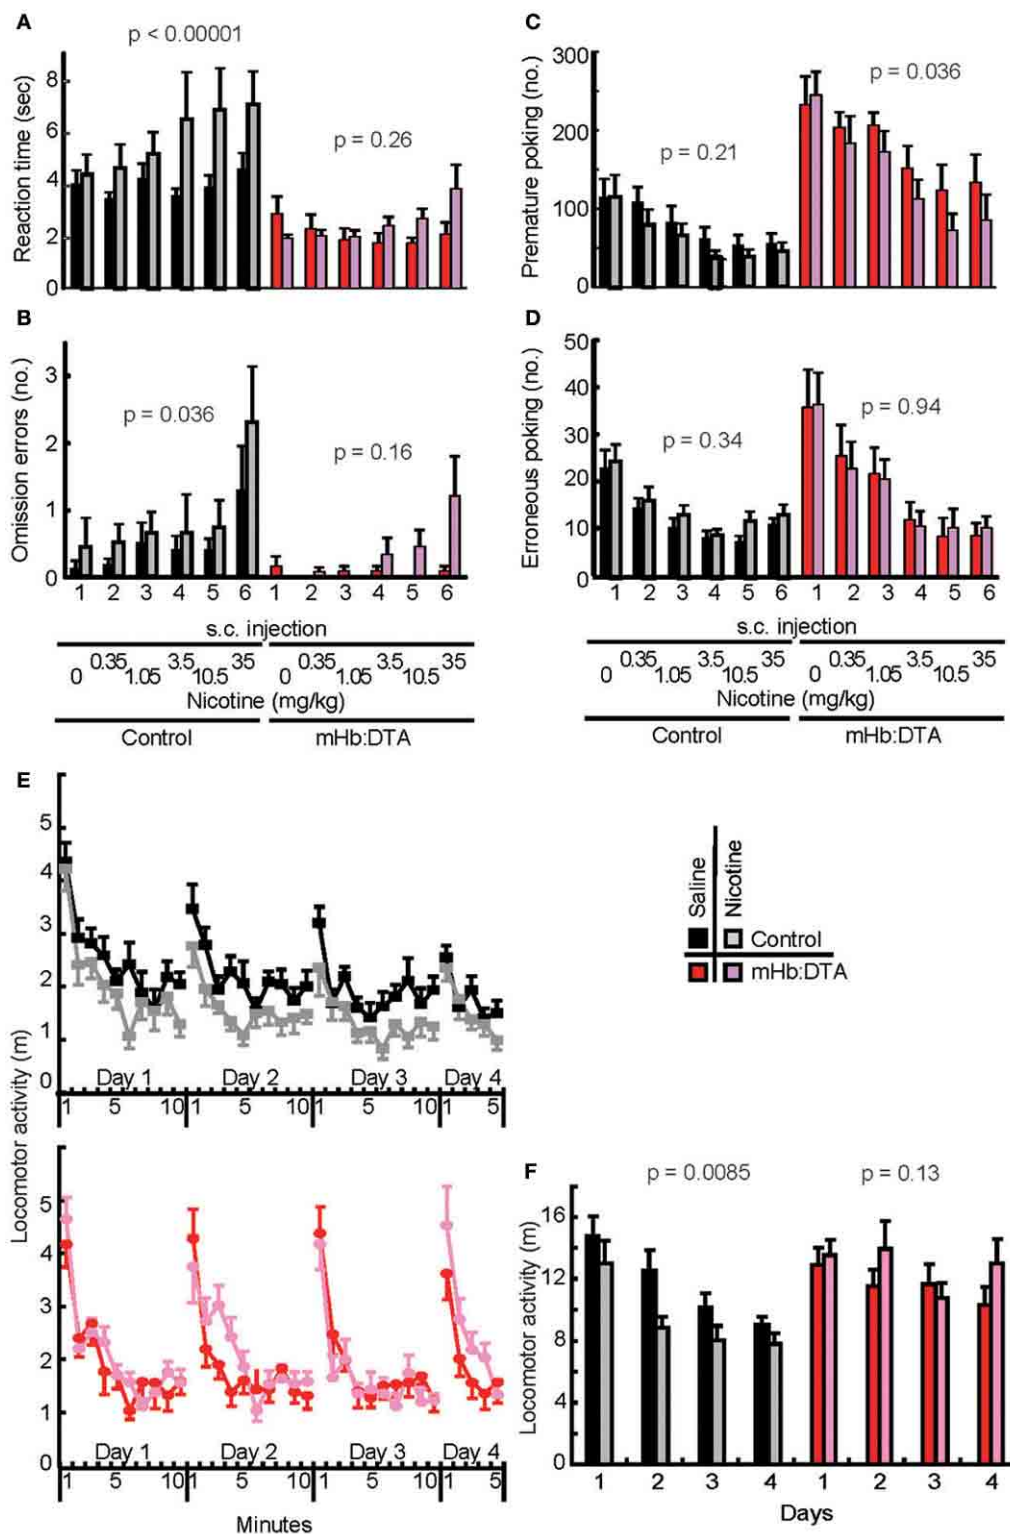 A
p < 0.00001
Reaction time (sec)
8
6
4
2
0
p = 0.26
B
Omission errors (no.)
3
2
1
0
p = 0.036
p = 0.16
1 2 3 4 5 6 1 2 3 4 5 6
s.c. injection
0 0.35 1.05 3.5 10.5 35 0 0.35 1.05 3.5 10.5 35
Nicotine (mg/kg)
Control mHb:DTA
C
Premature poking (no.)
300
200
100
0
p = 0.21
p = 0.036
D
Erroneous poking (no.)
50
40
30
20
10
0
p = 0.34
p = 0.94
1 2 3 4 5 6 1 2 3 4 5 6
s.c. injection
0 0.35 1.05 3.5 10.5 35 0 0.35 1.05 3.5 10.5 35
Nicotine (mg/kg)
Control mHb:DTA
E
Locomotor activity (m)
5
4
3
2
1
0
Day 1 Day 2 Day 3 Day 4
1 5 10 1 5 10 1 5 10 1 5
5
4
3
2
1
0
Day 1 Day 2 Day 3 Day 4
1 5 10 1 5 10 1 5 10 1 5
Minutes
Saline Nicotine
Control
mHb:DTA
F
p = 0.0085
p = 0.13
Locomotor activity (m)
16
12
8
4
0
1 2 3 4 1 2 3 4
Days